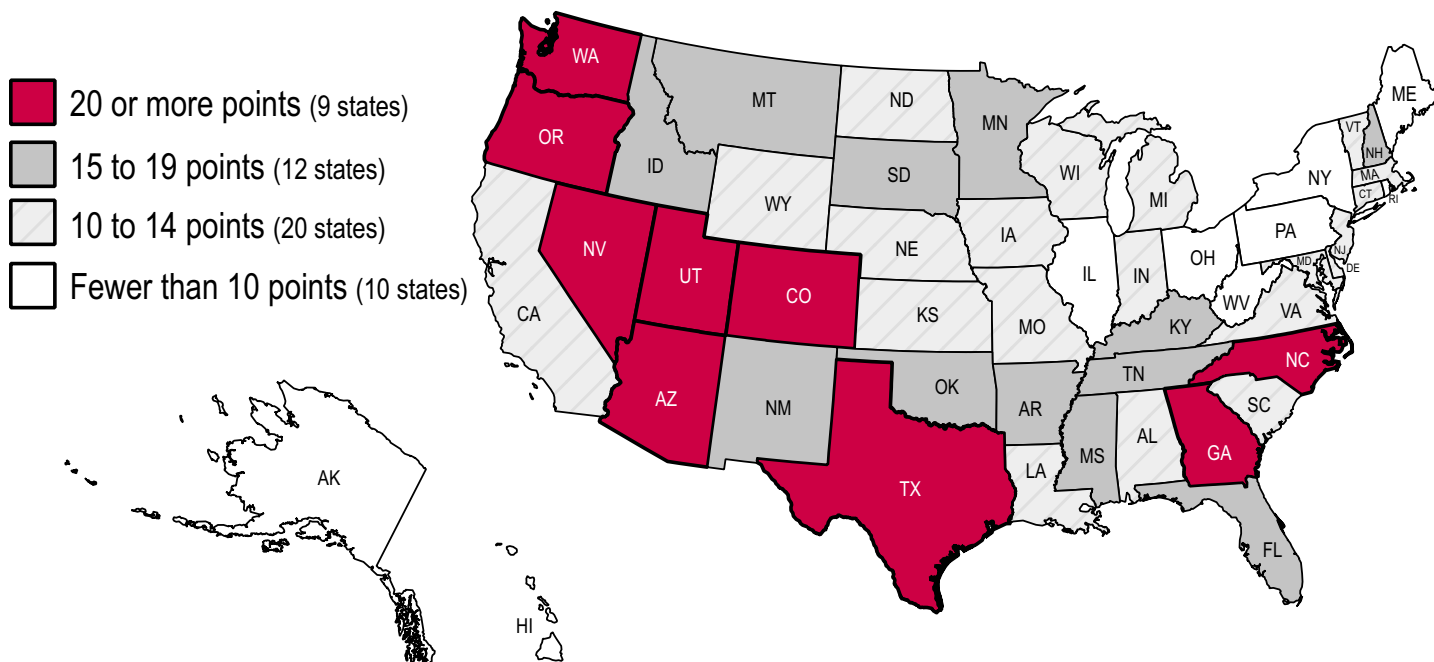 20 or more points (9 states)
15 to 19 points (12 states)
10 to 14 points (20 states)
Fewer than 10 points (10 states)
WA
OR
ID
MT
ND
MN
SD
WY
NV
UT
CO
CA
NE
KS
IA
WI
MI
IL
IN
OH
MO
KY
WV
VA
PA
NY
ME
VT
NH
MA
CT
RI
NJ
DE
MD
AZ
NM
OK
AR
TN
NC
SC
TX
LA
MS
AL
GA
FL
AK
HI